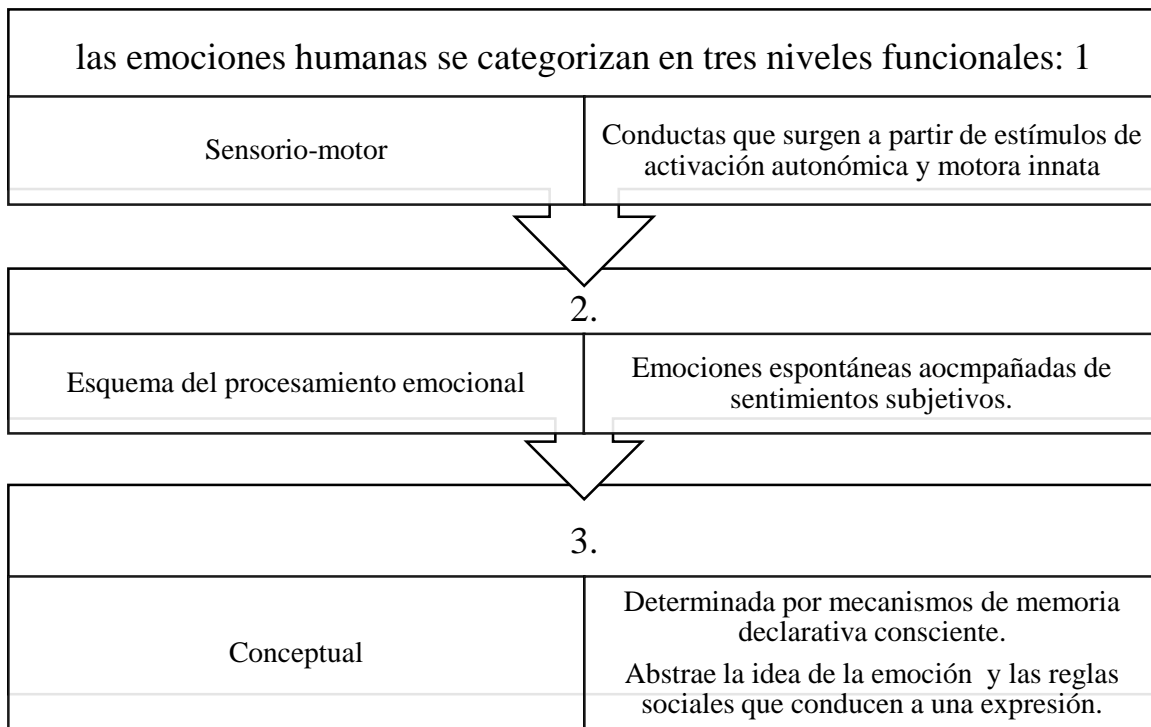 las emociones humanas se categorizan en tres niveles funcionales: 1
Sensorio-motor
Conductas que surgen a partir de estímulos de
activación autonómica y motora innata
2.
Esquema del procesamiento emocional
Emociones espontáneas aocmpañadas de
sentimientos subjetivos.
3.
Conceptual
Determinada por mecanismos de memoria
declarativa consciente.
Abstrae la idea de la emoción y las reglas
sociales que conducen a una expresión.